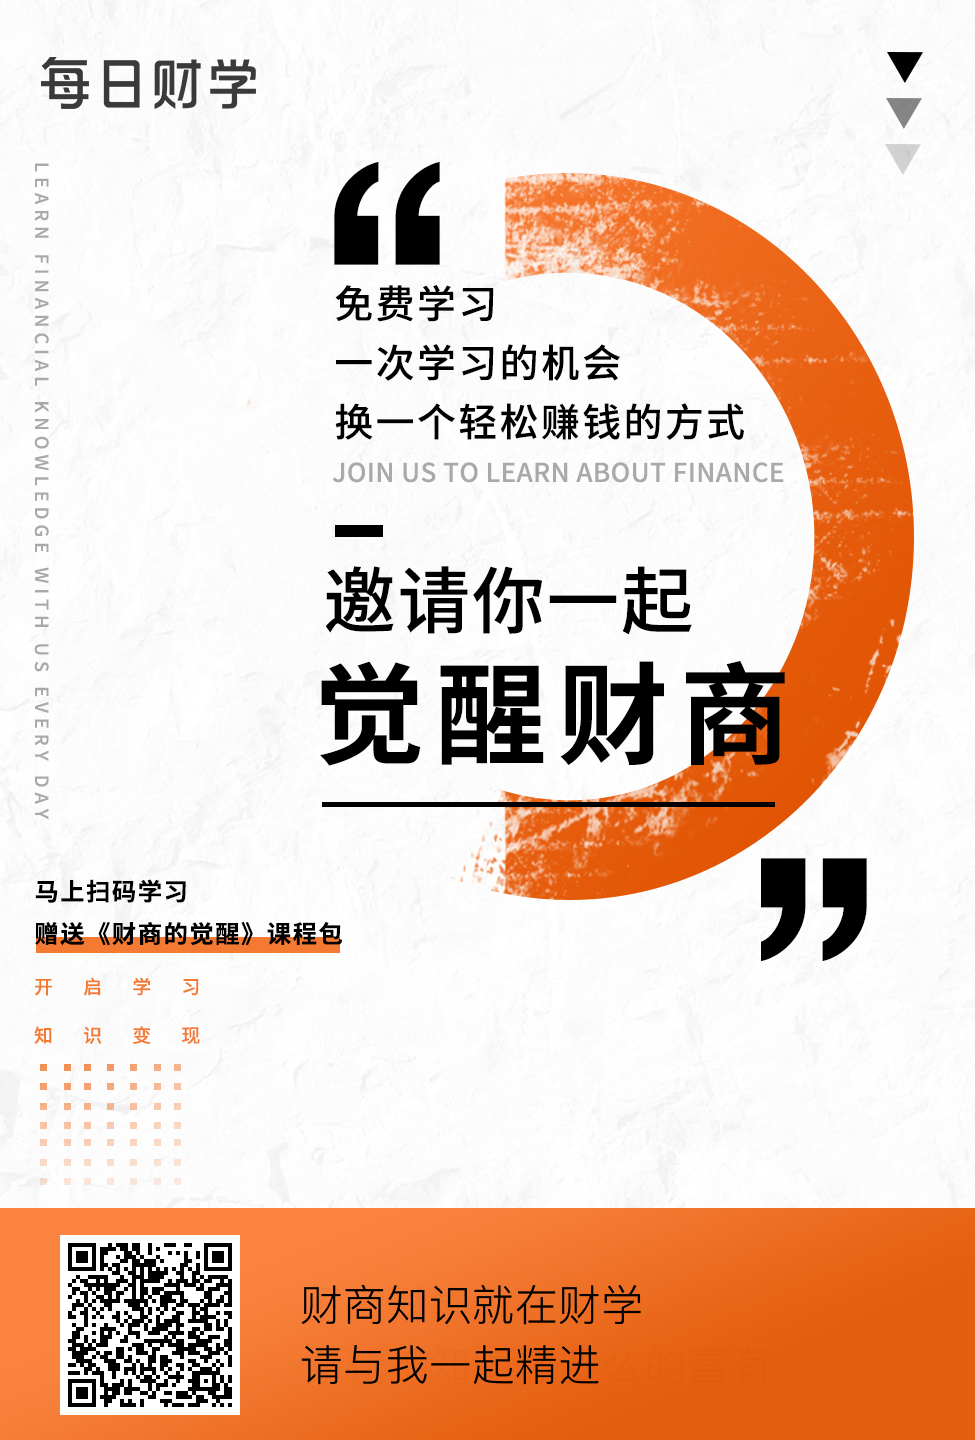 每日财学
LEARN FINANCIAL KNOWLEDGE WITH US EVERY DAY
免费学习
一次学习的机会
换一个轻松赚钱的方式
JOIN US TO LEARN ABOUT FINANCE
邀请你一起
觉醒财商
马上扫码学习
赠送《财商的觉醒》课程包
开启学习
知识变现
财商知识就在财学
请与我一起精进
么的富有